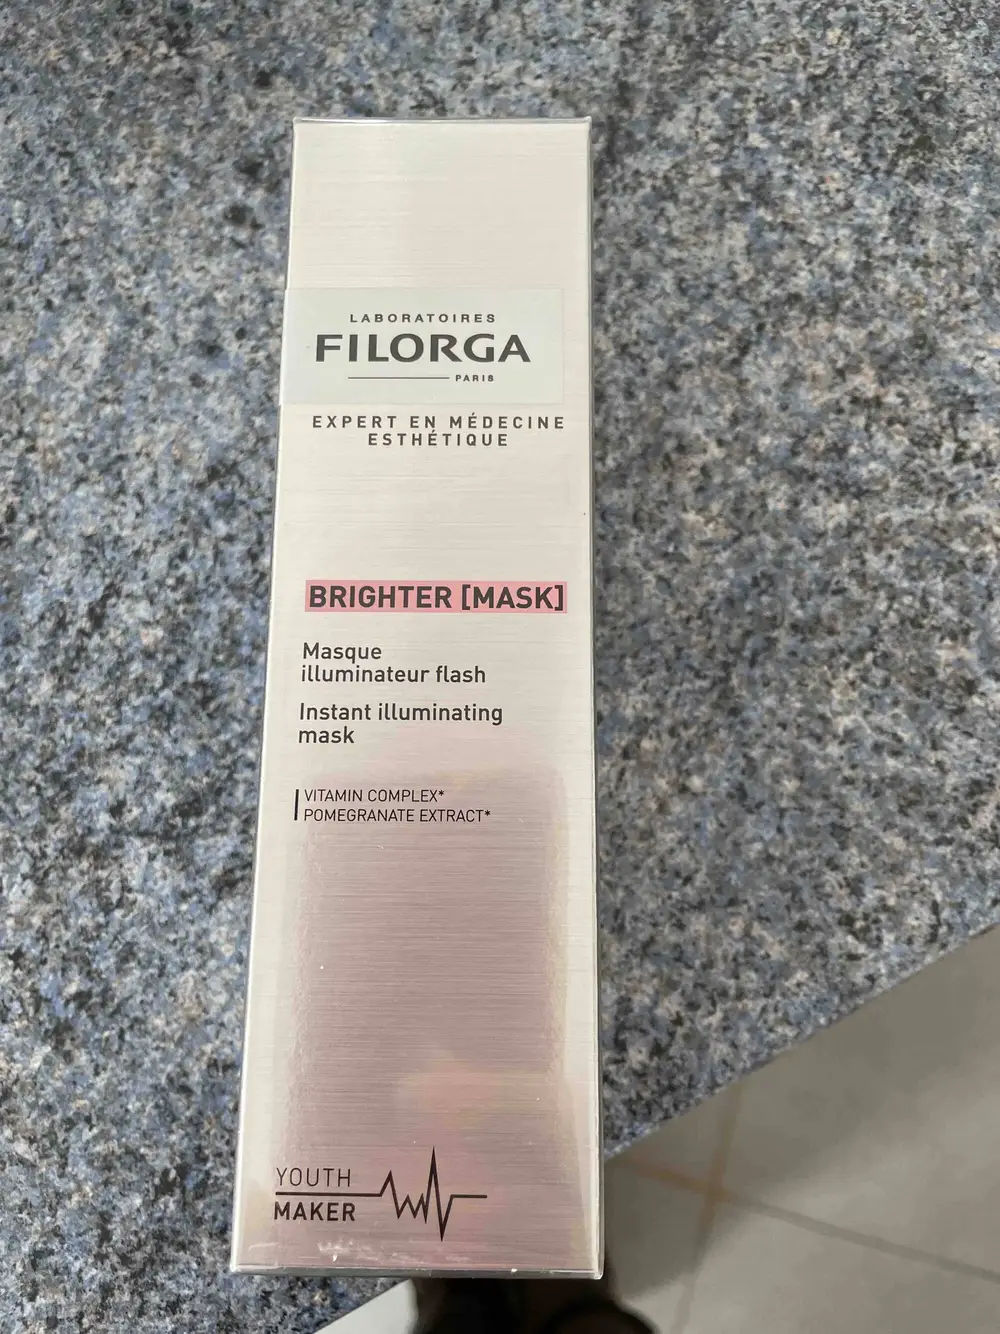 LABORATOIRES
FILORGA
PARIS
EXPERT EN MÉDECINE
ESTHÉTIQUE
BRIGHTER [MASK]
Masque
illuminateur flash
Instant illuminating
mask
VITAMIN COMPLEX*
POMEGRANATE EXTRACT*
YOUTH
MAKER